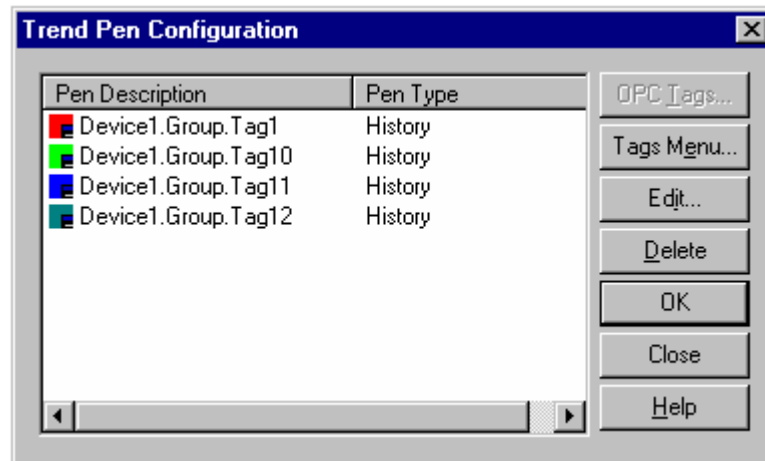 Trend Pen Configuration
Pen Description Pen Type
Device1.Group.Tag1 History
Device1.Group.Tag10 History
Device1.Group.Tag11 History
Device1.Group.Tag12 History
OPC Tags...
Tags Menu...
Edit...
Delete
OK
Close
Help